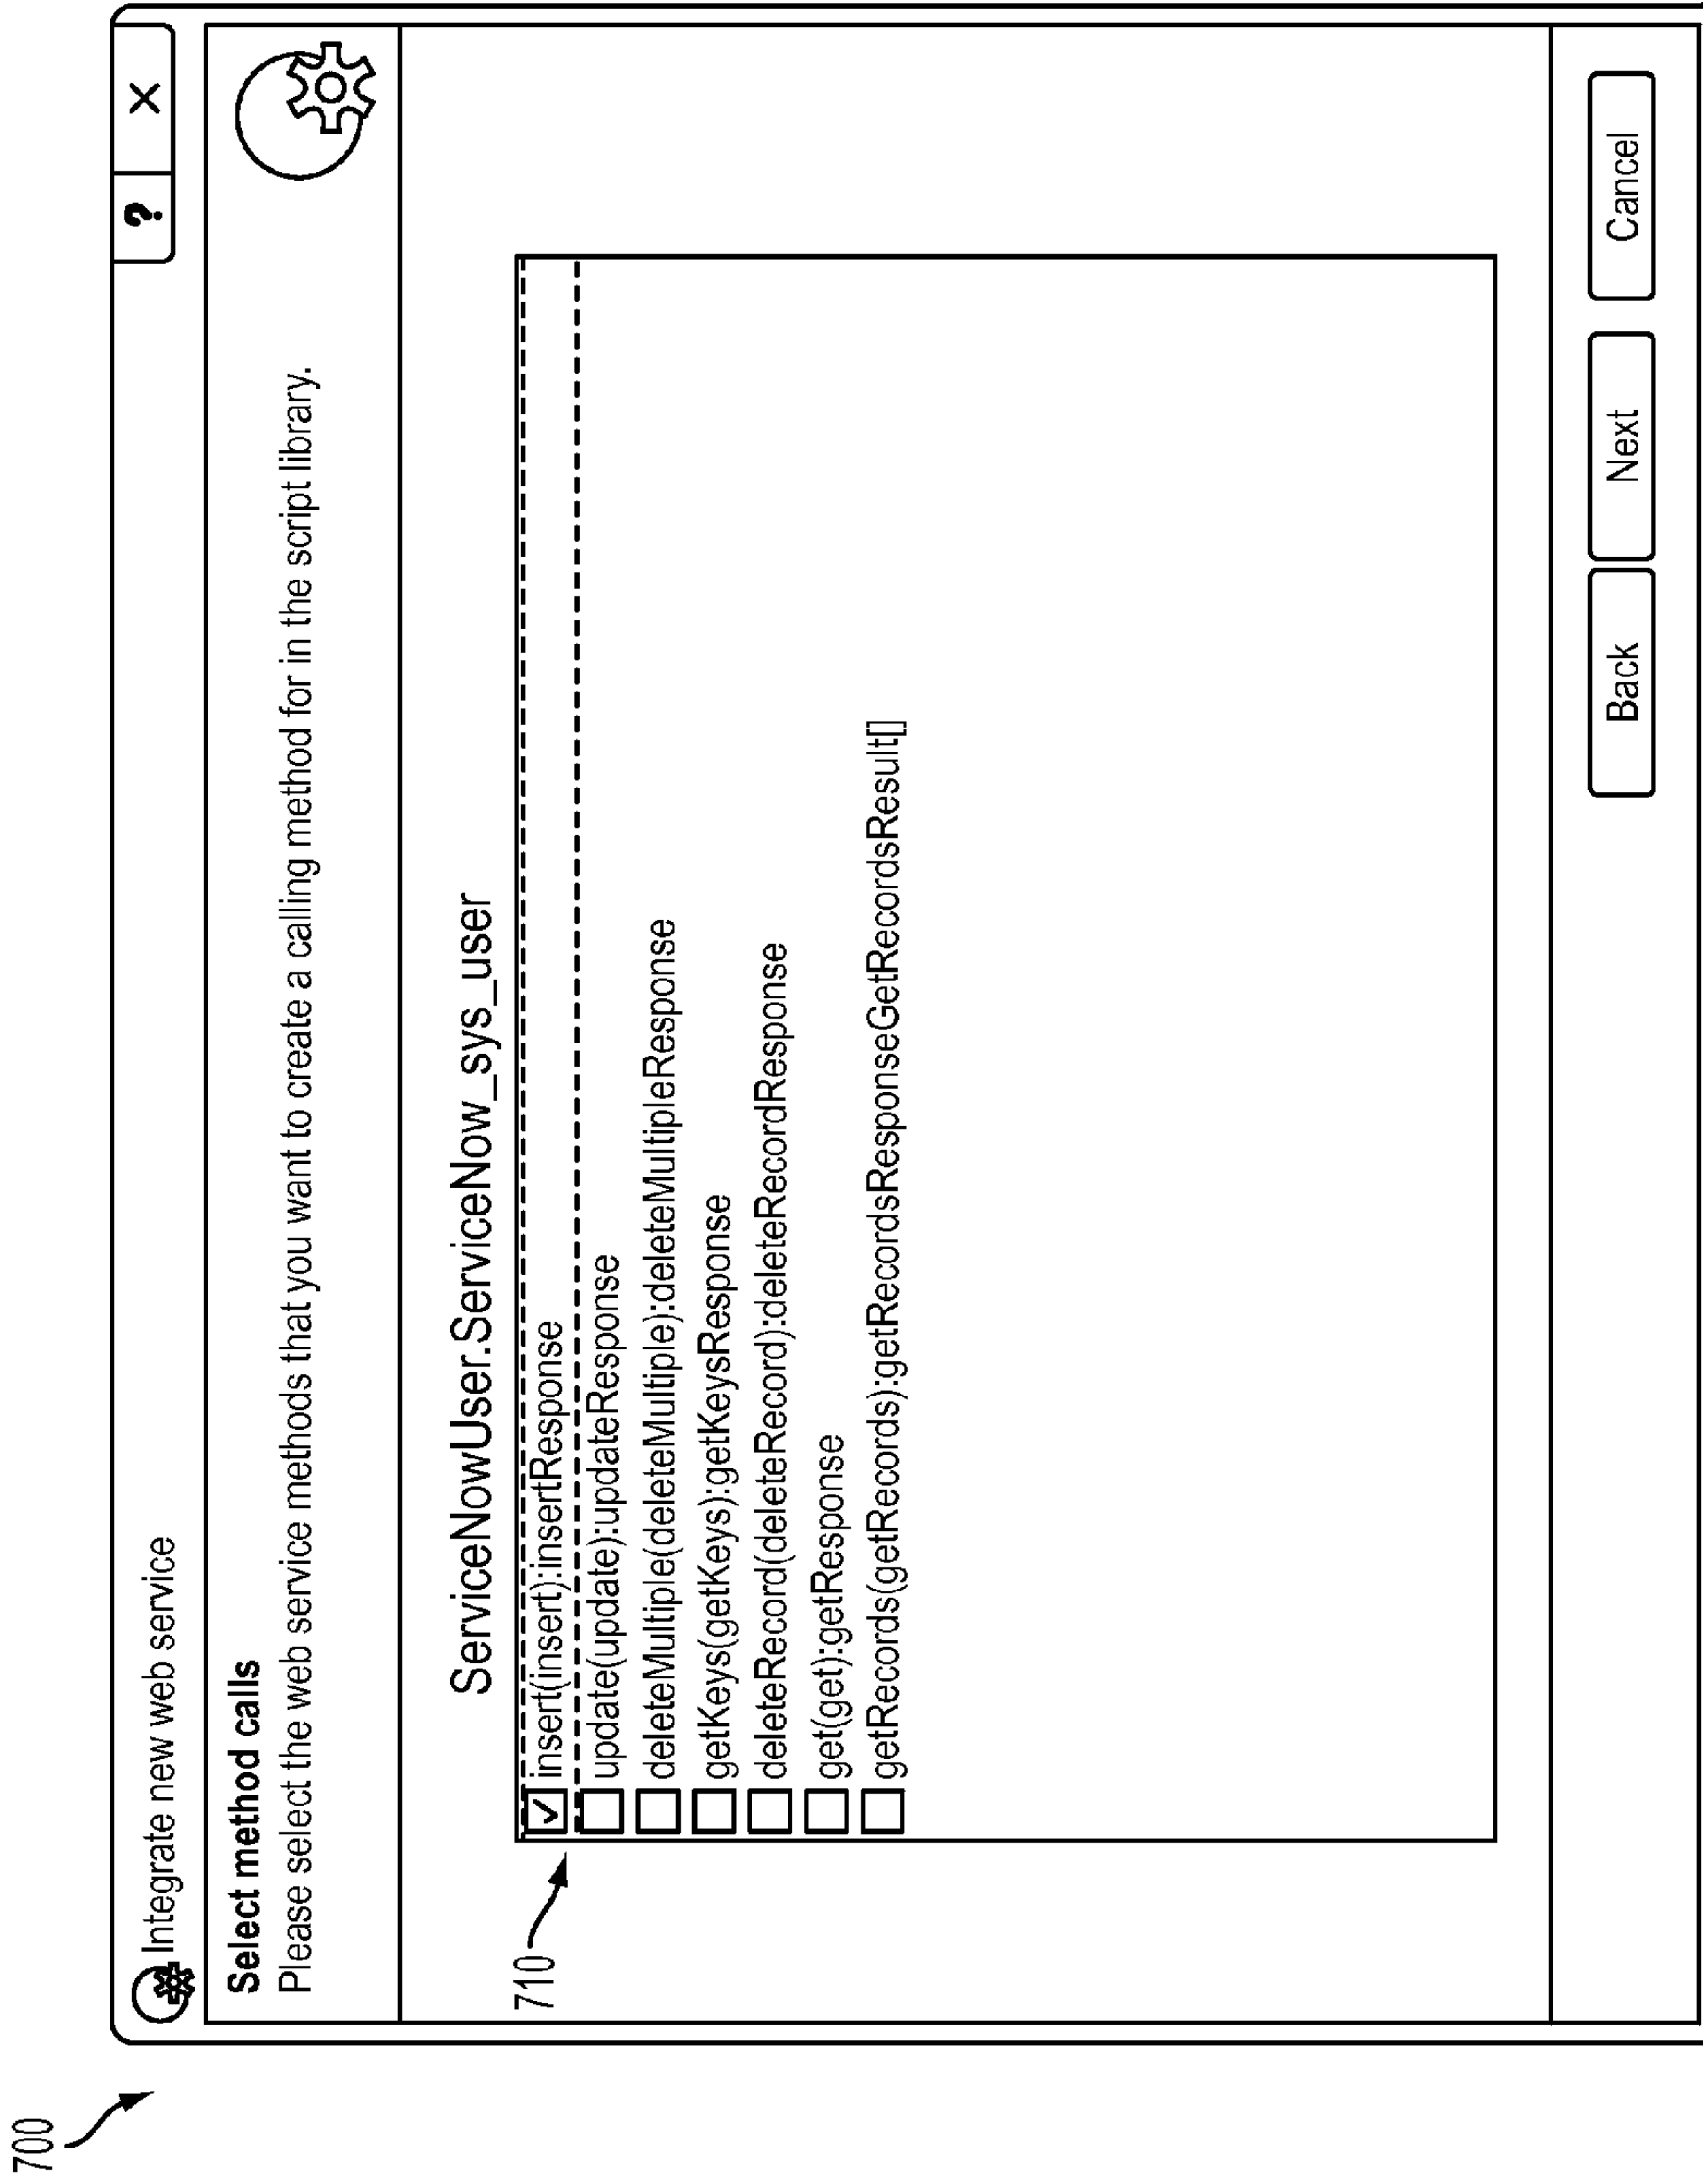 700
Integrate new web service
? X
Select method calls
Please select the web service methods that you want to create a calling method for in the script library.
ServiceNowUser.ServiceNow_sys_user
710
insert(insert):insertResponse
update(update):updateResponse
deleteMultiple(deleteMultiple):deleteMultipleResponse
getKeys(getKeys):getKeysResponse
deleteRecord(deleteRecord):deleteRecordResponse
get(get):getResponse
getRecords(getRecords):getRecordsResponseGetRecordsResult[]
Back Next Cancel